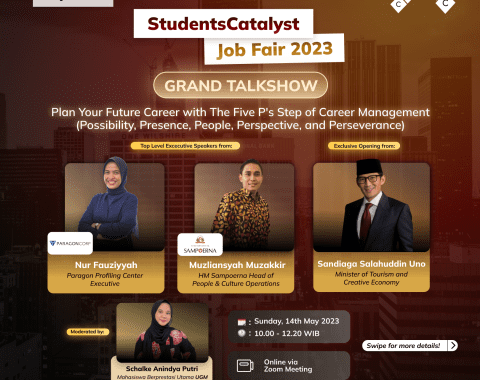 C
C
StudentsCatalyst
Job Fair 2023
GRAND TALKSHOW
Plan Your Future Career with The Five P's Step of Career Management
(Possibility, Presence, People, Perspective, and Perseverance)
Top Level Excecutive Speakers from:
Exclusive Opening from:
PARAGONCORP
SAMPOERNA
Nur Fauziyyah
Paragon Profiling Center
Executive
Muzliansyah Muzakkir
HM Sampoerna Head of
People & Culture Operations
Sandiaga Salahuddin Uno
Minister of Tourism and
Creative Economy
Moderated by:
Schalke Anindya Putri
Mahasiswa Berprestasi Utama UGM
: Sunday, 14th May 2023
: 10.00 - 12.20 WIB
Online via
Zoom Meeting
Swipe for more details!